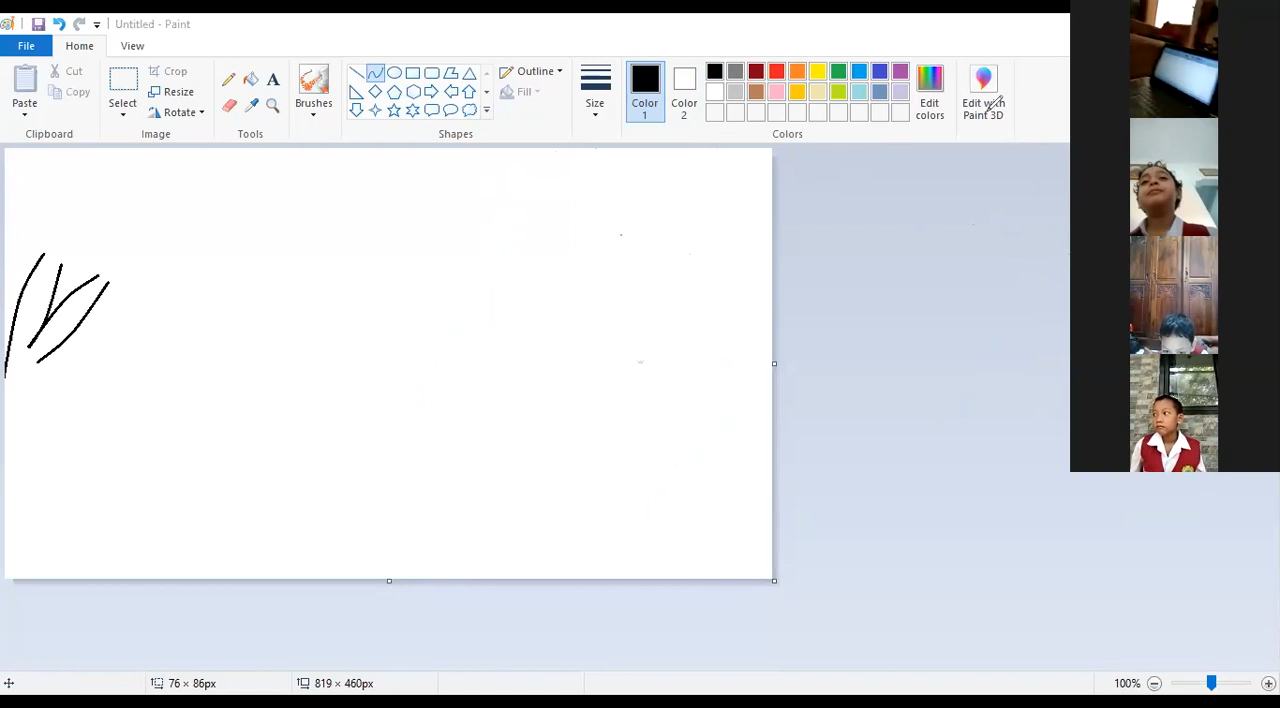 Untitled - Paint
File Home View
Paste
Cut
Copy
Clipboard
Select
Crop
Resize
Rotate
Image
Tools
Brushes
Shapes
Outline
Fill
Size
Color 1
Color 2
Edit colors
Colors
Edit with Paint 3D
76 × 86px
819 × 460px
100%